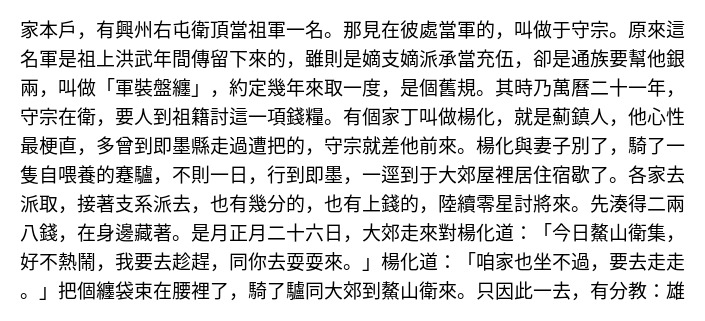 家本戶，有興州右屯衛頂當祖軍一名。那見在彼處當軍的，叫做于守宗。原來這
名軍是祖上洪武年間傳留下來的，雖則是嫡支嫡派承當充伍，卻是通族要幫他銀
兩，叫做「軍裝盤纏」，約定幾年來取一度，是個舊規。其時乃萬曆二十一年，
守宗在衛，要人到祖籍討這一項錢糧。有個家丁叫做楊化，就是薊鎮人，他心性
最梗直，多曾到即墨縣走過遭把的，守宗就差他前來。楊化與妻子別了，騎了一
隻自喂養的蹇驢，不則一日，行到即墨，一逕到于大郊屋裡居住宿歇了。各家去
派取，接著支系派去，也有幾分的，也有上錢的，陸續零星討將來。先湊得二兩
八錢，在身邊藏著。是月正月二十六日，大郊走來對楊化道：「今日鰲山衛集，
好不熱鬧，我要去趁趕，同你去耍耍來。」楊化道：「咱家也坐不過，要去走走
。」把個纏袋束在腰裡了，騎了驢同大郊到鰲山衛來。只因此一去，有分教：雄